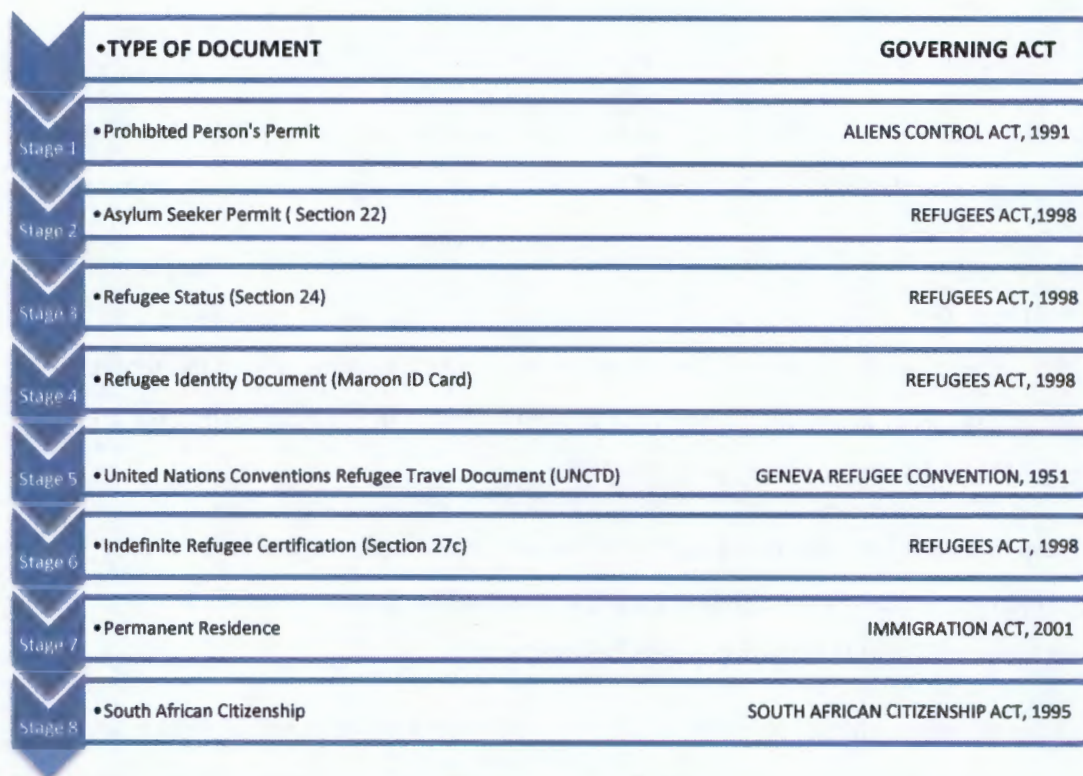 •TYPE OF DOCUMENT GOVERNING ACT
Stage 1 •Prohibited Person's Permit ALIENS CONTROL ACT, 1991
Stage 2 •Asylum Seeker Permit ( Section 22) REFUGEES ACT,1998
Stage 3 •Refugee Status (Section 24) REFUGEES ACT, 1998
Stage 4 •Refugee Identity Document (Maroon ID Card) REFUGEES ACT, 1998
Stage 5 •United Nations Conventions Refugee Travel Document (UNCTD) GENEVA REFUGEE CONVENTION, 1951
Stage 6 •Indefinite Refugee Certification (Section 27c) REFUGEES ACT, 1998
Stage 7 •Permanent Residence IMMIGRATION ACT, 2001
Stage 8 •South African Citizenship SOUTH AFRICAN CITIZENSHIP ACT, 1995